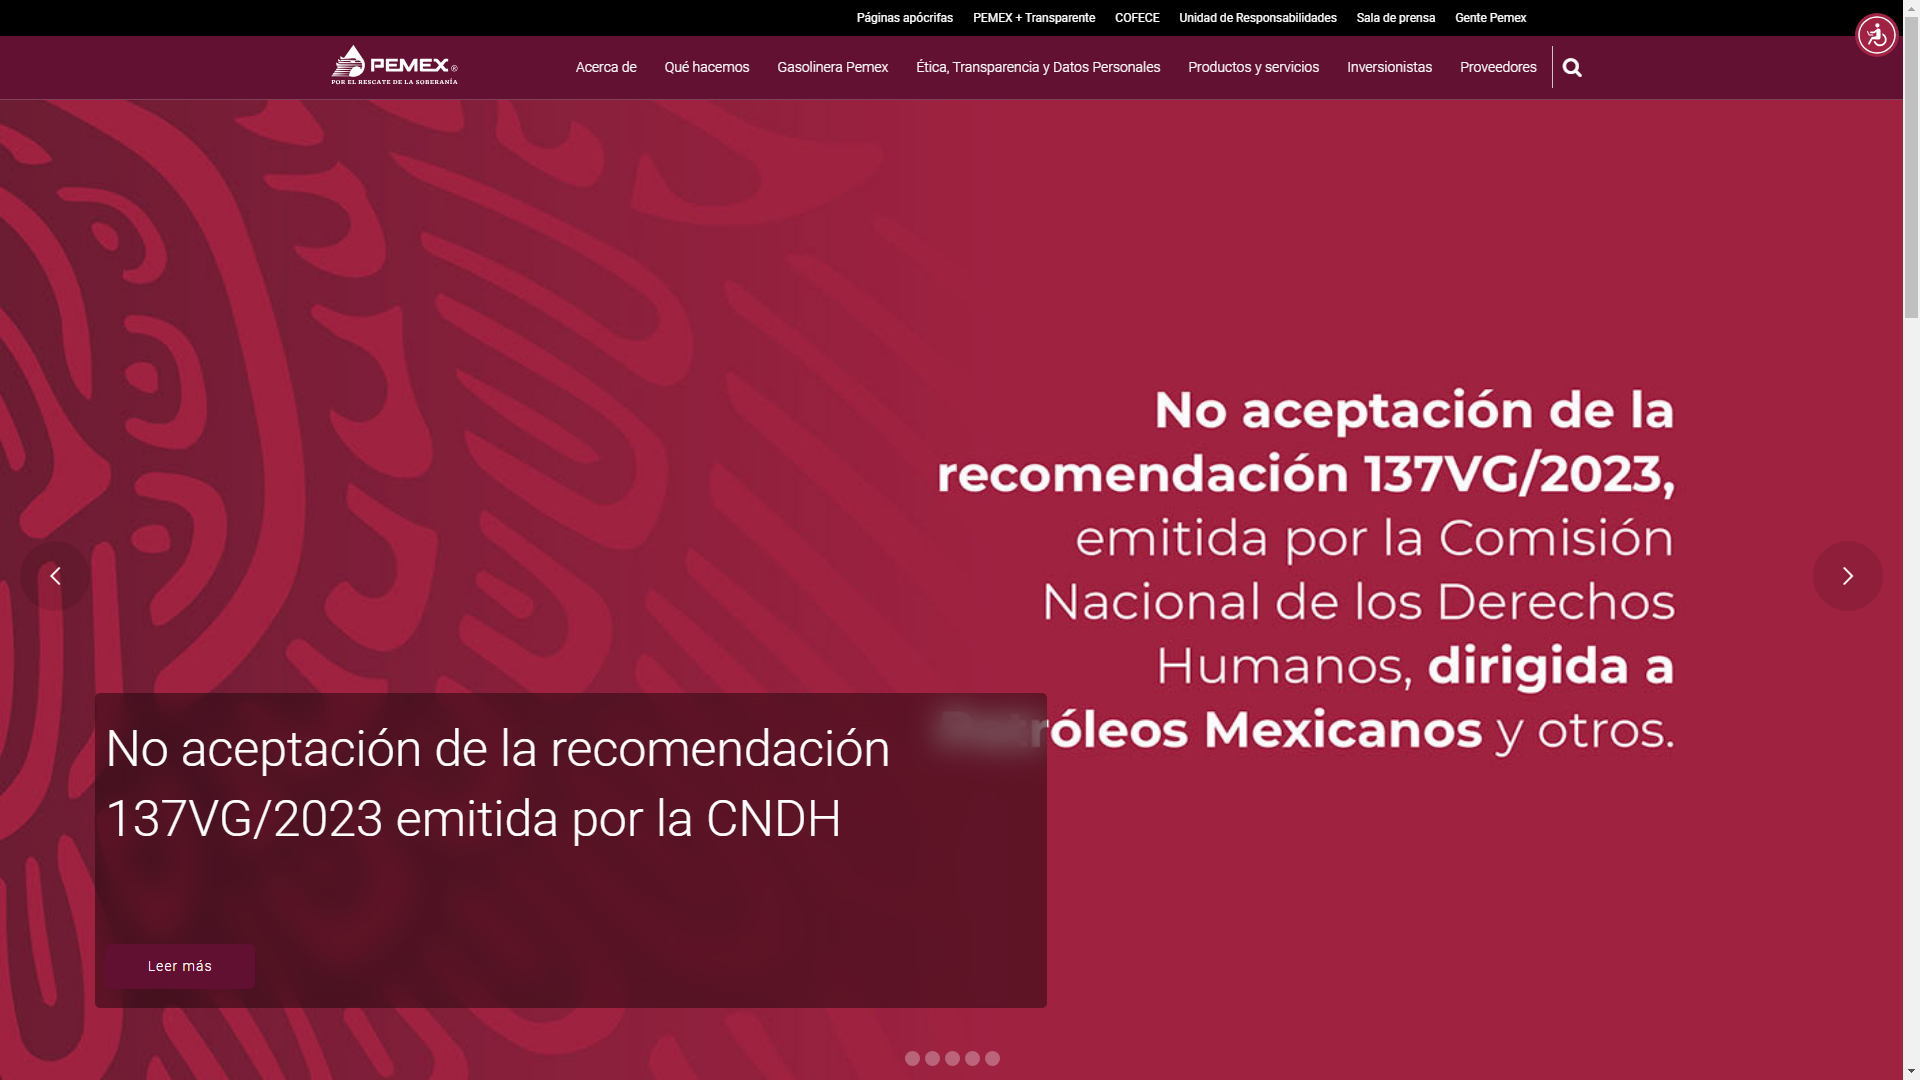 Páginas apócrifas PEMEX + Transparente COFECE Unidad de Responsabilidades Sala de prensa Gente Pemex
PEMEX®
POR EL RESCATE DE LA SOBERANÍA
Acerca de Qué hacemos Gasolinera Pemex Ética, Transparencia y Datos Personales Productos y servicios Inversionistas Proveedores
No aceptación de la
recomendación 137VG/2023,
emitida por la Comisión
Nacional de los Derechos
Humanos, dirigida a
Petróleos Mexicanos y otros.
No aceptación de la recomendación
137VG/2023 emitida por la CNDH
Leer más